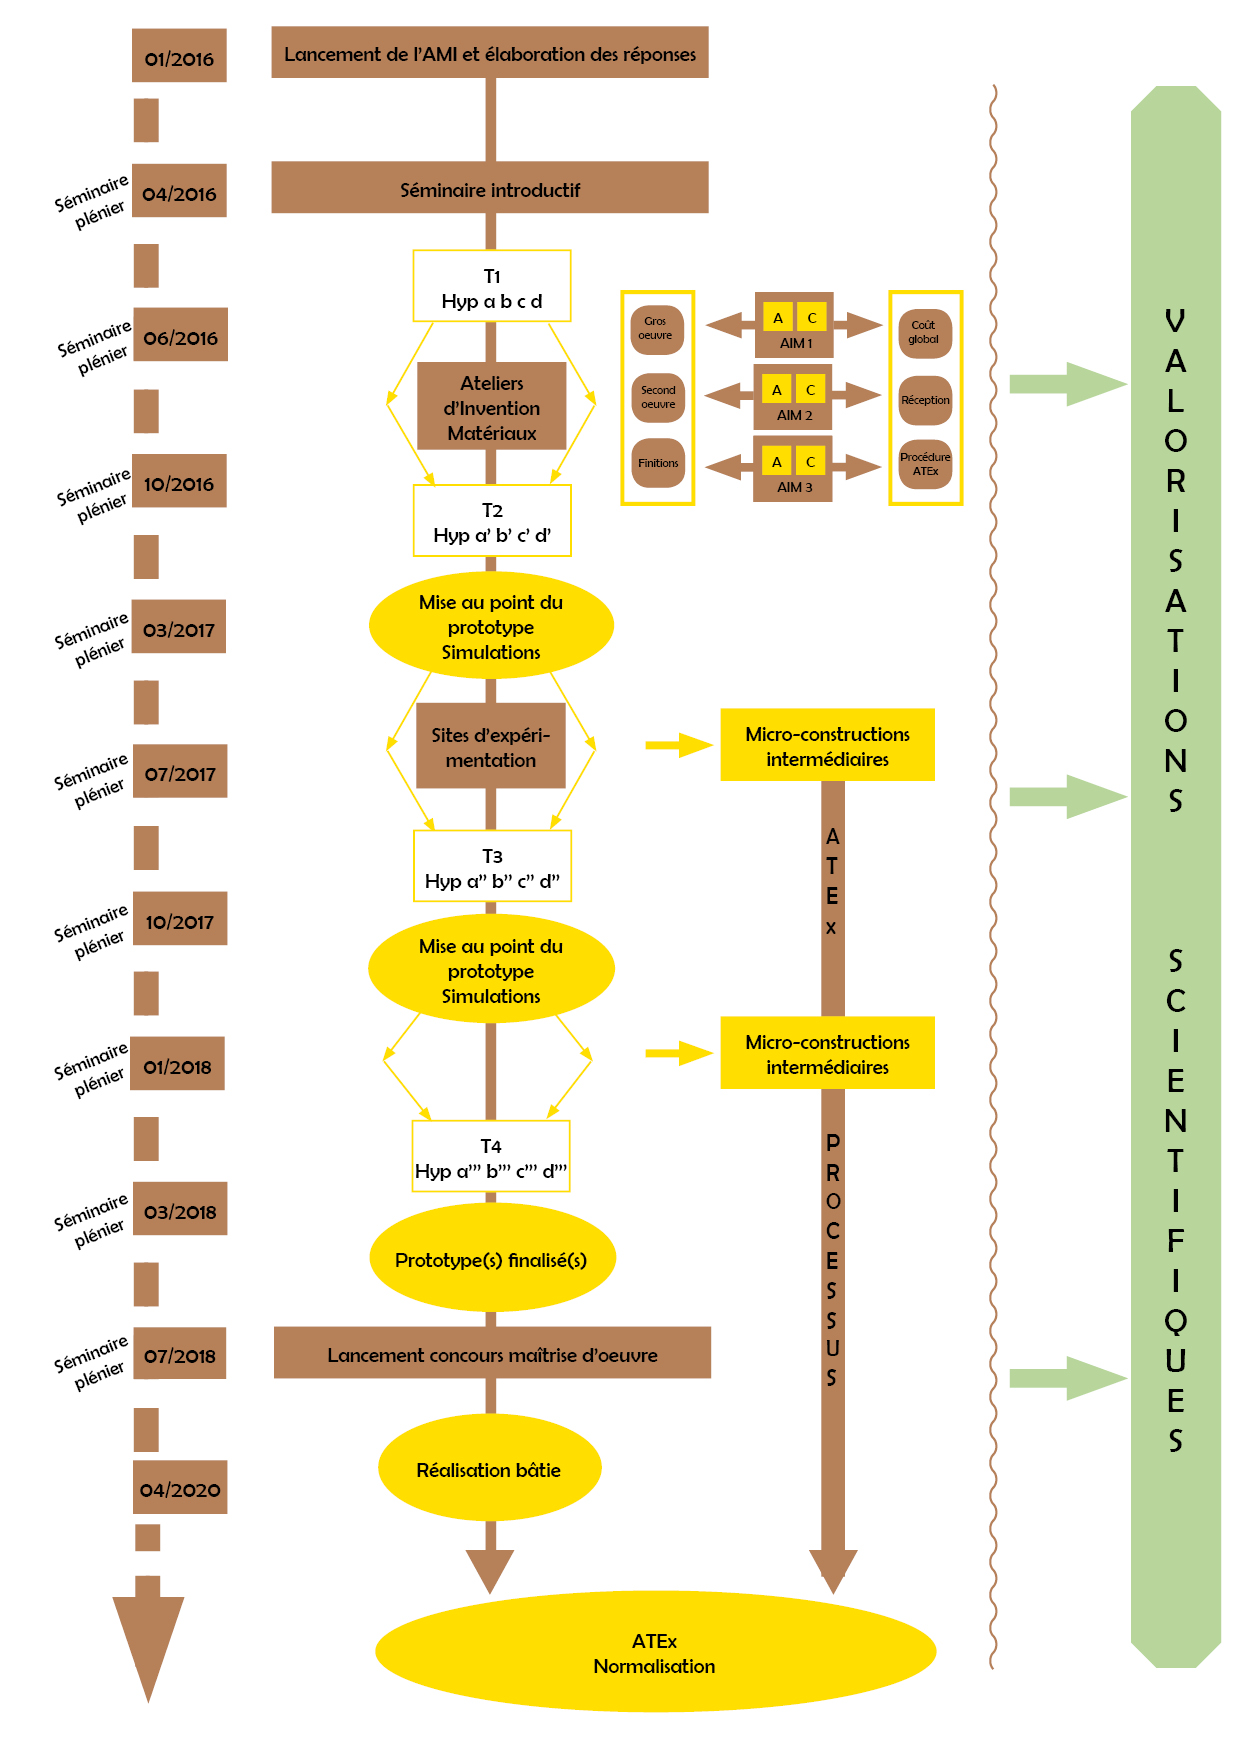 01/2016
Séminaire
plénier
04/2016
Séminaire
plénier
06/2016
Séminaire
plénier
10/2016
Séminaire
plénier
03/2017
Séminaire
plénier
07/2017
Séminaire
plénier
10/2017
Séminaire
plénier
01/2018
Séminaire
plénier
03/2018
Séminaire
plénier
07/2018
04/2020
Lancement de l'AMI et élaboration des réponses
Séminaire introductif
T1
Hyp a b c d
Ateliers
d'Invention
Matériaux
T2
Hyp a' b' c' d'
Mise au point du
prototype
Simulations
Sites d'expéri-
mentation
T3
Hyp a'' b'' c'' d''
Mise au point du
prototype
Simulations
T4
Hyp a''' b''' c''' d'''
Prototype(s) finalisé(s)
Lancement concours maîtrise d'oeuvre
Réalisation bâtie
ATEx
Normalisation
Gros
oeuvre
Second
oeuvre
Finitions
A C
AIM 1
A C
AIM 2
A C
AIM 3
Coût
global
Réception
Procédure
ATEx
Micro-constructions
intermédiaires
ATEx
Micro-constructions
intermédiaires
PROCESSUS
VALORISATIONS SCIENTIFIQUES